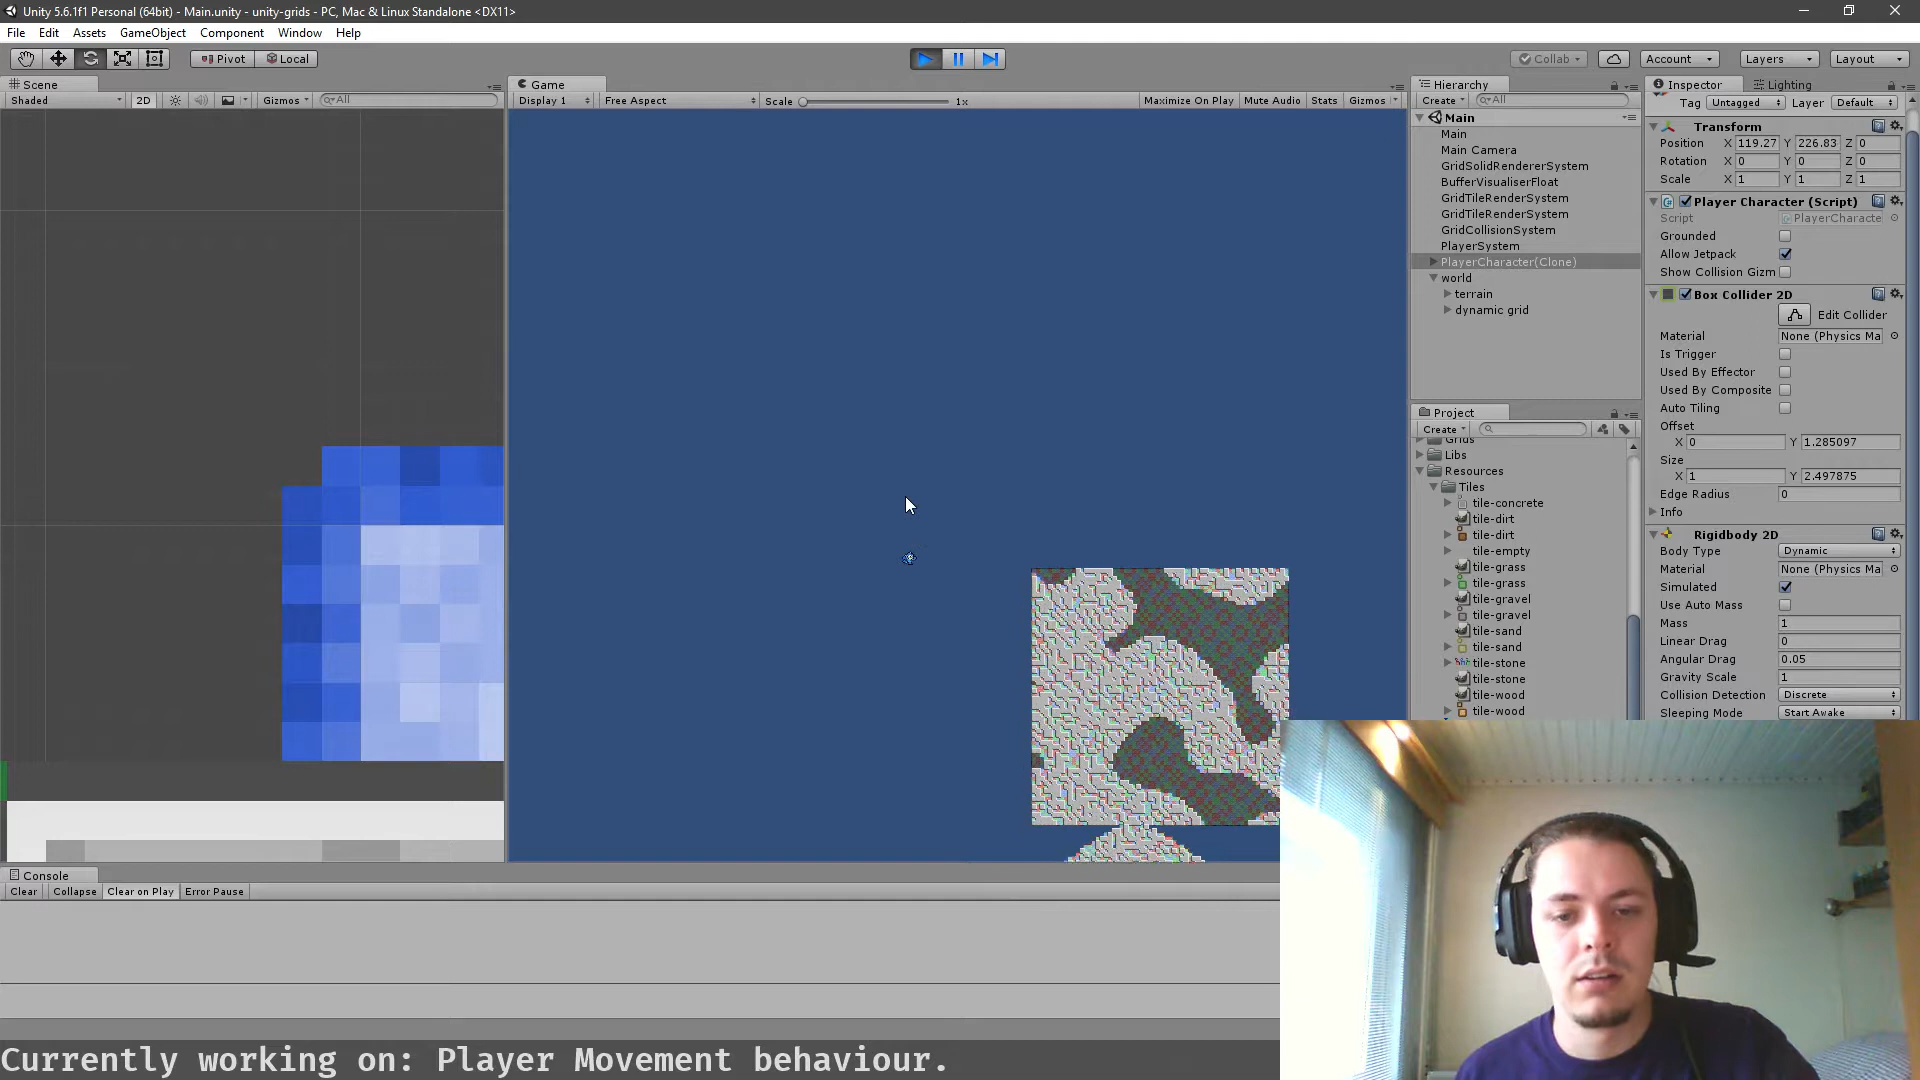 Unity 5.6.1f1 Personal (64bit) - Main.unity - unity-grids - PC, Mac & Linux Standalone <DX11>
File Edit Assets GameObject Component Window Help
Pivot Local
Collab Account Layers Layout
Scene
Shaded 2D Gizmos All
Game
Display 1 Free Aspect Scale 1x Maximize On Play Mute Audio Stats Gizmos
Hierarchy
Create All
Main
Main
Main Camera
GridSolidRendererSystem
BufferVisualiserFloat
GridTileRenderSystem
GridTileRenderSystem
GridCollisionSystem
PlayerSystem
PlayerCharacter(Clone)
world
terrain
dynamic grid
Project
Create
Grids
Libs
Resources
Tiles
tile-concrete
tile-dirt
tile-dirt
tile-empty
tile-grass
tile-grass
tile-gravel
tile-gravel
tile-sand
tile-sand
tile-stone
tile-stone
tile-wood
tile-wood
Inspector Lighting
Tag Untagged Layer Default
Transform
Position X 119.27 Y 226.83 Z 0
Rotation X 0 Y 0 Z 0
Scale X 1 Y 1 Z 1
Player Character (Script)
Script PlayerCharacte
Grounded
Allow Jetpack
Show Collision Gizm
Box Collider 2D
Edit Collider
Material None (Physics Ma
Is Trigger
Used By Effector
Used By Composite
Auto Tiling
Offset
X 0 Y 1.285097
Size
X 1 Y 2.497875
Edge Radius 0
Info
Rigidbody 2D
Body Type Dynamic
Material None (Physics Ma
Simulated
Use Auto Mass
Mass 1
Linear Drag 0
Angular Drag 0.05
Gravity Scale 1
Collision Detection Discrete
Sleeping Mode Start Awake
Console
Clear Collapse Clear on Play Error Pause
Currently working on: Player Movement behaviour.